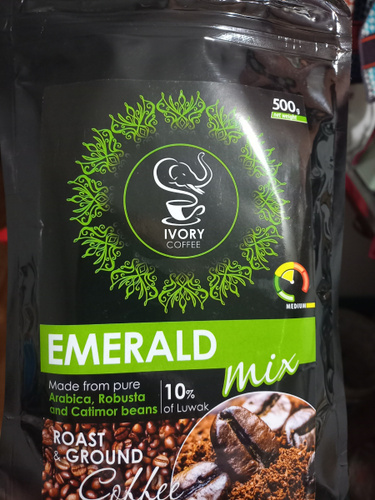 500g
net weight
IVORY
COFFEE
MEDIUM
EMERALD
mix
Made from pure
Arabica, Robusta
and Catimor beans
10%
of Luwak
ROAST
& GROUND
Coffee